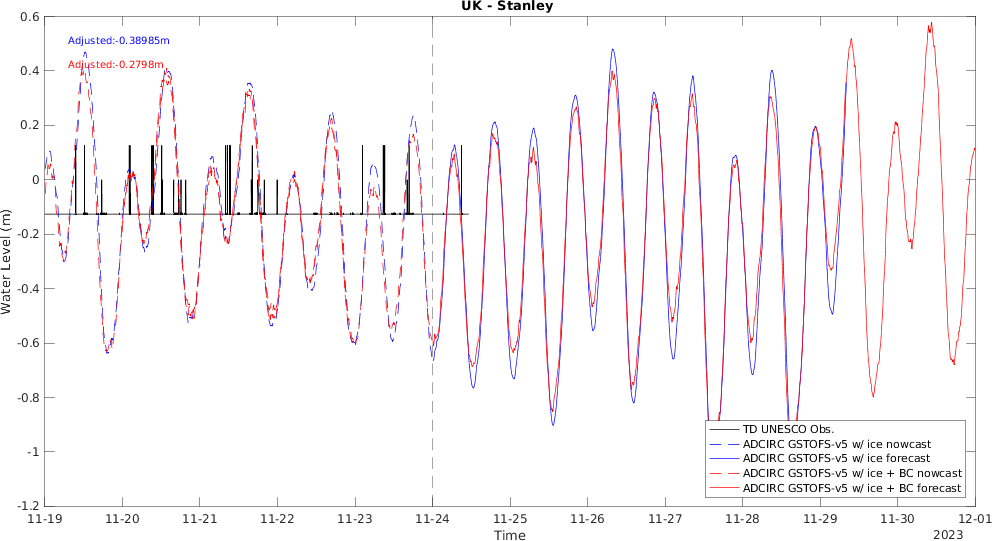 UK - Stanley
Adjusted:-0.38985m
Adjusted:-0.2798m
Water Level (m)
0.6
0.4
0.2
0
-0.2
-0.4
-0.6
-0.8
-1
-1.2
TD UNESCO Obs.
ADCIRC GSTOFS-v5 w/ ice nowcast
ADCIRC GSTOFS-v5 w/ ice forecast
ADCIRC GSTOFS-v5 w/ ice + BC nowcast
ADCIRC GSTOFS-v5 w/ ice + BC forecast
11-19 11-20 11-21 11-22 11-23 11-24 11-25 11-26 11-27 11-28 11-29 11-30 12-01
Time
2023